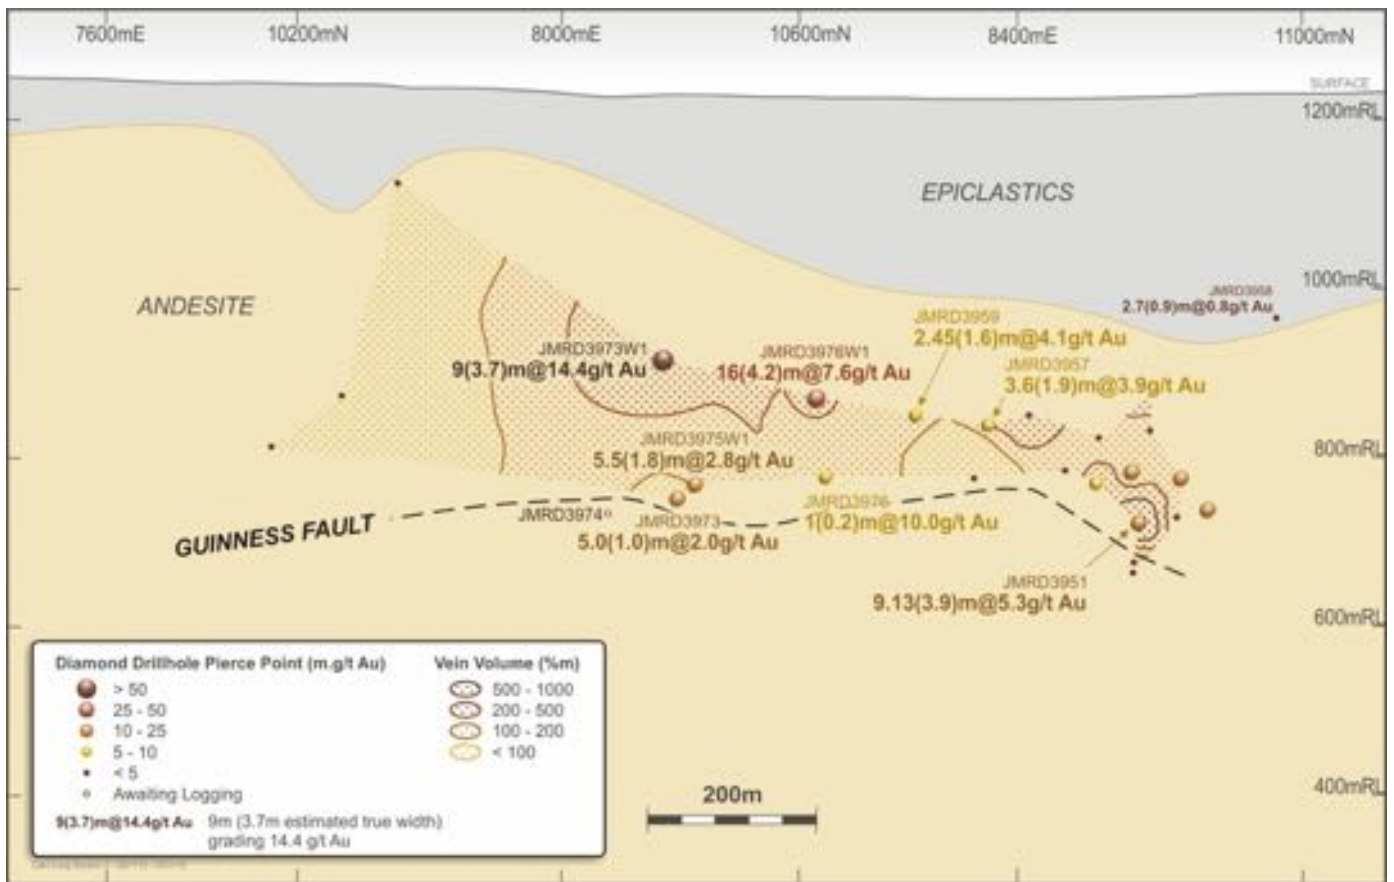 7600mE 10200mN 8000mE 10600mN 8400mE 11000mN
SURFACE
1200mRL
EPICLASTICS
1000mRL
ANDESITE
JMRD3958
2.7(0.9)m@0.8g/t Au
JMRD3959
2.45(1.6)m@4.1g/t Au
JMRD3973W1
9(3.7)m@14.4g/t Au
JMRD3976W1
16(4.2)m@7.6g/t Au
JMRD3957
3.6(1.9)m@3.9g/t Au
JMRD3975W1
5.5(1.8)m@2.8g/t Au
800mRL
JMRD3976
1(0.2)m@10.0g/t Au
GUINNESS FAULT
JMRD3974
JMRD3973
5.0(1.0)m@2.0g/t Au
JMRD3951
9.13(3.9)m@5.3g/t Au
600mRL
Diamond Drillhole Pierce Point (m.g/t Au)
> 50
25 - 50
10 - 25
5 - 10
< 5
Awaiting Logging
9(3.7)m@14.4g/t Au 9m (3.7m estimated true width)
grading 14.4 g/t Au
Vein Volume (%m)
500 - 1000
200 - 500
100 - 200
< 100
200m
400mRL